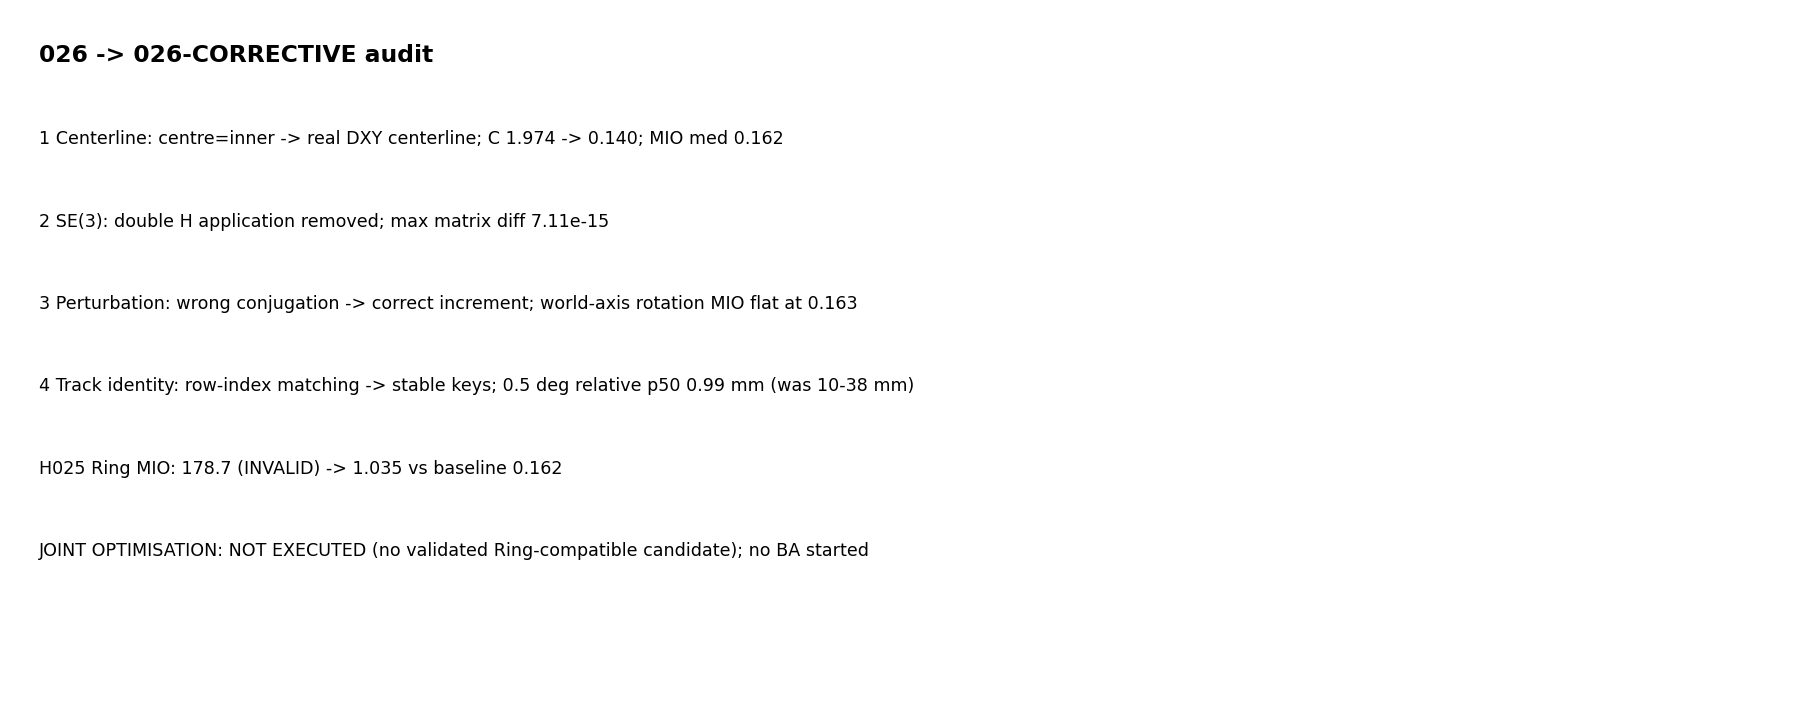 026 -> 026-CORRECTIVE audit
1 Centerline: centre=inner -> real DXY centerline; C 1.974 -> 0.140; MIO med 0.162
2 SE(3): double H application removed; max matrix diff 7.11e-15
3 Perturbation: wrong conjugation -> correct increment; world-axis rotation MIO flat at 0.163
4 Track identity: row-index matching -> stable keys; 0.5 deg relative p50 0.99 mm (was 10-38 mm)
H025 Ring MIO: 178.7 (INVALID) -> 1.035 vs baseline 0.162
JOINT OPTIMISATION: NOT EXECUTED (no validated Ring-compatible candidate); no BA started